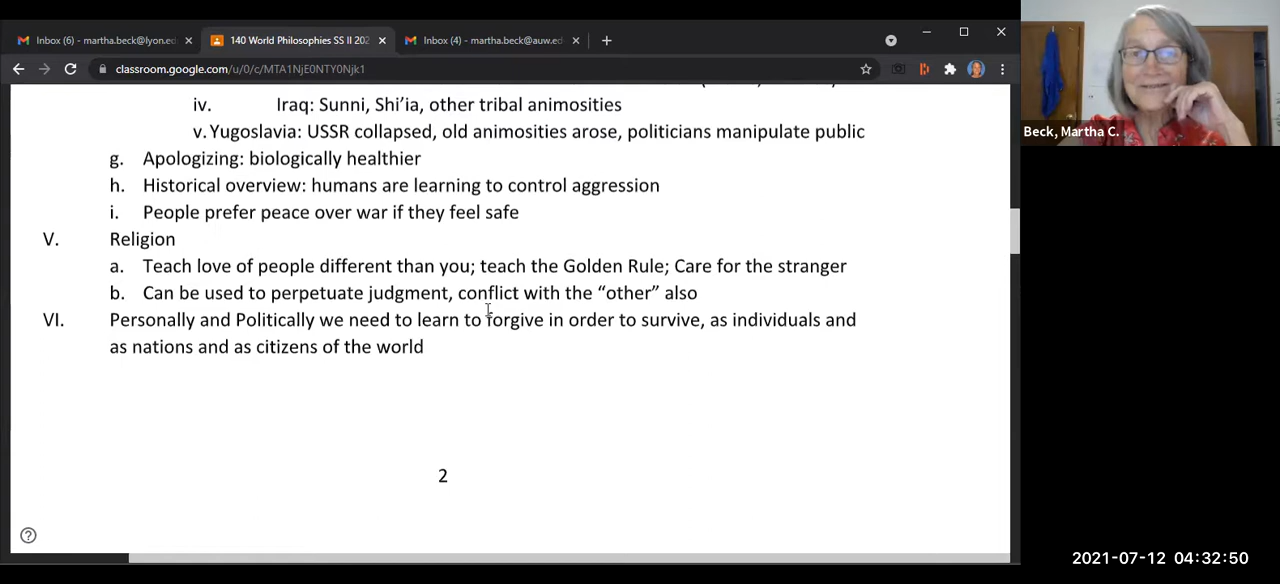 Inbox (6) - martha.beck@lyon.ed
140 World Philosophies SS II 202
Inbox (4) - martha.beck@auw.ed
classroom.google.com/u/0/c/MTA1NjE0NTY0Njk1
iv. Iraq: Sunni, Shi’ia, other tribal animosities
v. Yugoslavia: USSR collapsed, old animosities arose, politicians manipulate public
g. Apologizing: biologically healthier
h. Historical overview: humans are learning to control aggression
i. People prefer peace over war if they feel safe
V. Religion
a. Teach love of people different than you; teach the Golden Rule; Care for the stranger
b. Can be used to perpetuate judgment, conflict with the “other” also
VI. Personally and Politically we need to learn to forgive in order to survive, as individuals and
as nations and as citizens of the world
2
Beck, Martha C.
2021-07-12 04:32:50